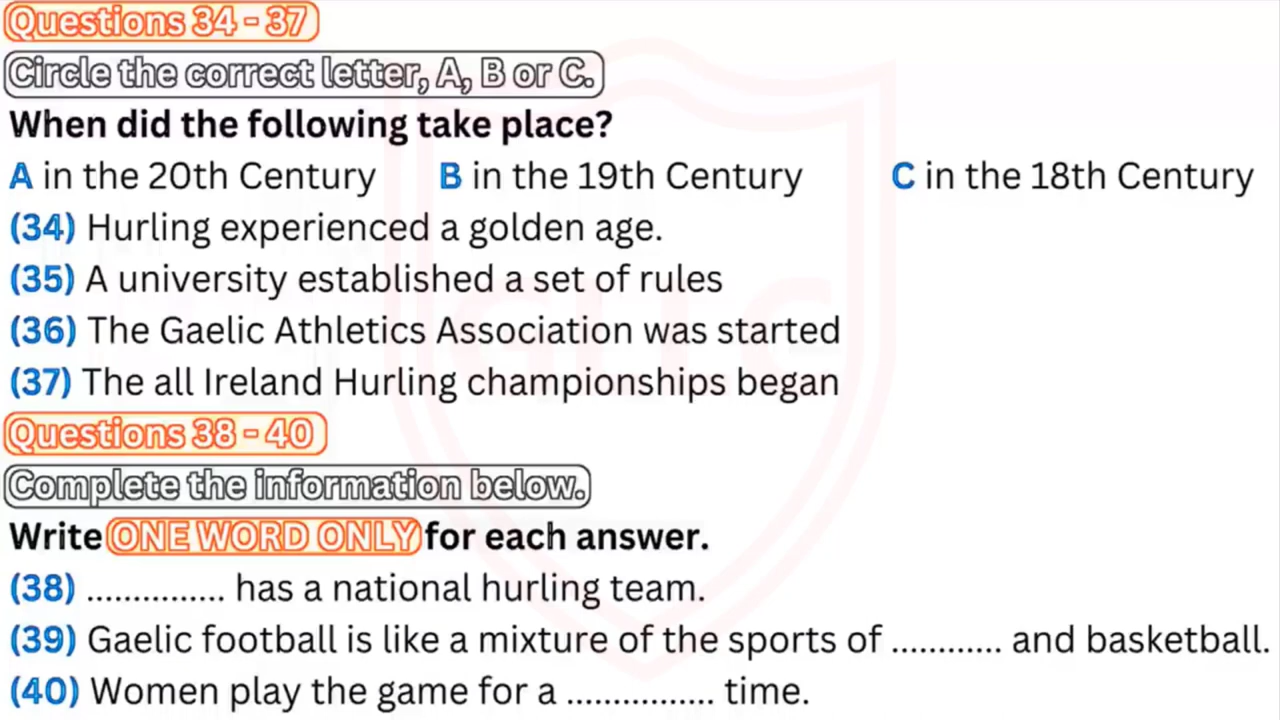 Questions 34 - 37
Circle the correct letter, A, B or C.
When did the following take place?
A in the 20th Century B in the 19th Century C in the 18th Century
(34) Hurling experienced a golden age.
(35) A university established a set of rules
(36) The Gaelic Athletics Association was started
(37) The all Ireland Hurling championships began
Questions 38 - 40
Complete the information below.
Write ONE WORD ONLY for each answer.
(38) ............... has a national hurling team.
(39) Gaelic football is like a mixture of the sports of ............ and basketball.
(40) Women play the game for a ................ time.